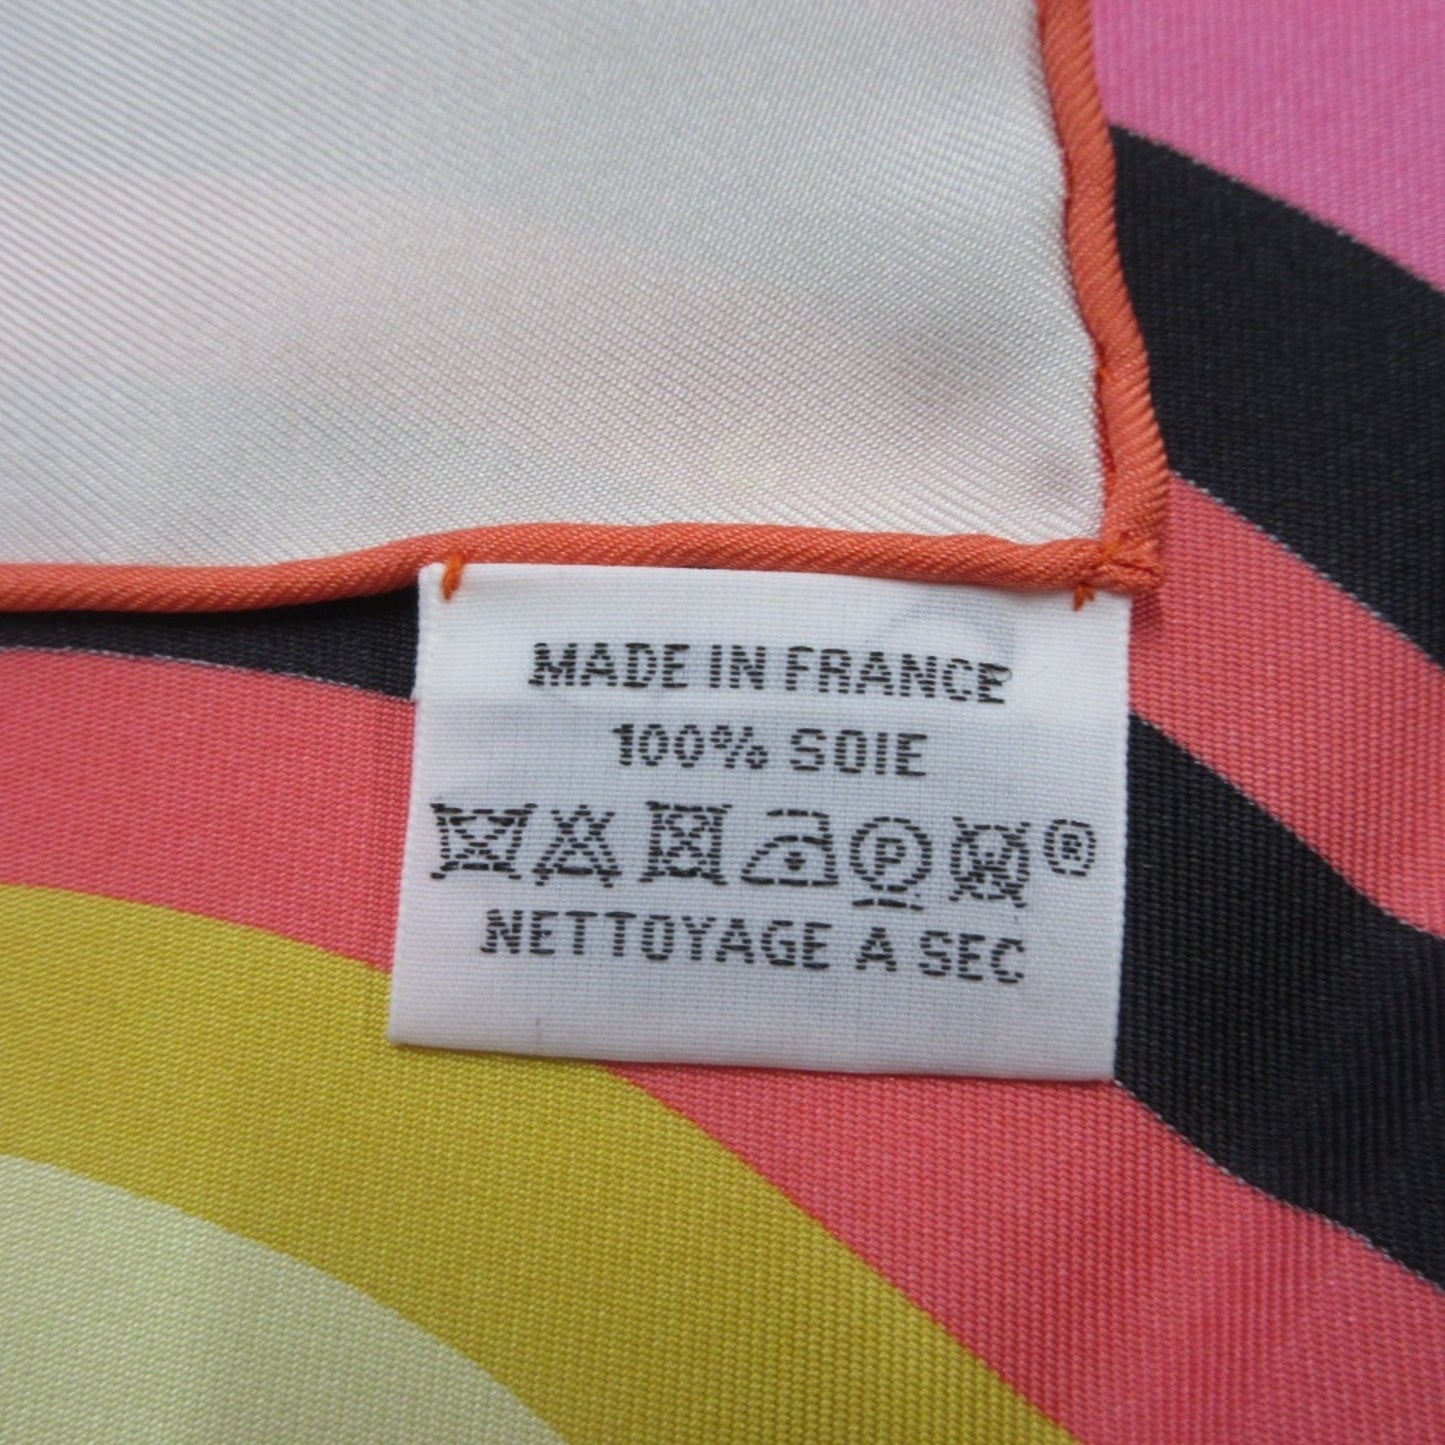 MADE IN FRANCE
100% SOIE
P W ®
NETTOYAGE A SEC